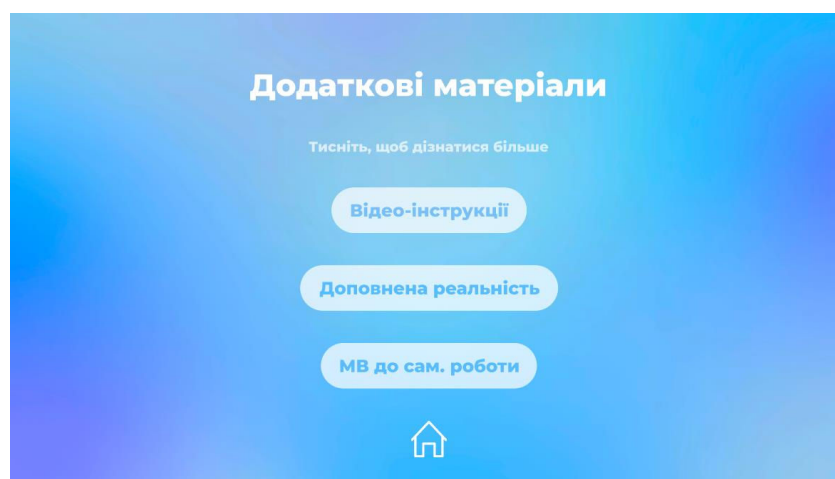 Додаткові матеріали
Тисніть, щоб дізнатися більше
Відео-інструкції
Доповнена реальність
МВ до сам. роботи